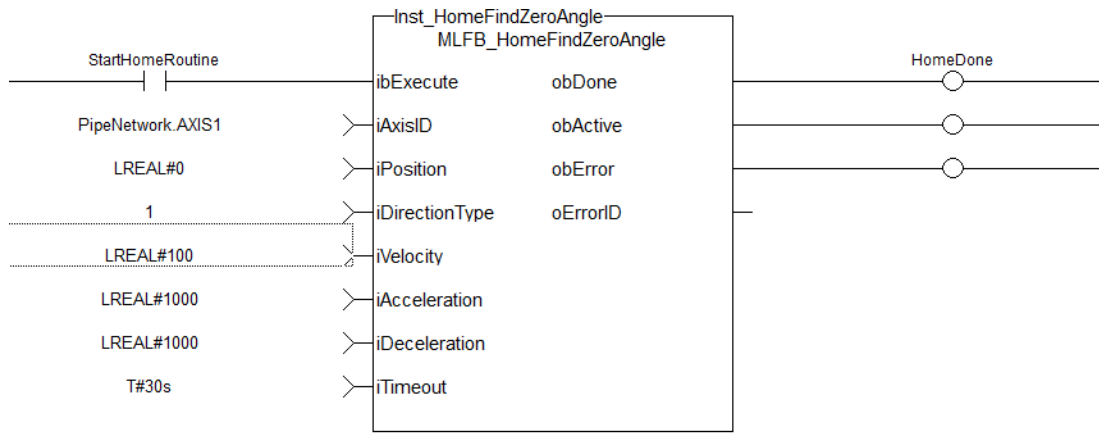 Inst_HomeFindZeroAngle
MLFB_HomeFindZeroAngle
StartHomeRoutine
HomeDone
ibExecute obDone
PipeNetwork.AXIS1 iAxisID obActive
LREAL#0 iPosition obError
1 iDirectionType oErrorID
LREAL#100 iVelocity
LREAL#1000 iAcceleration
LREAL#1000 iDeceleration
T#30s iTimeout